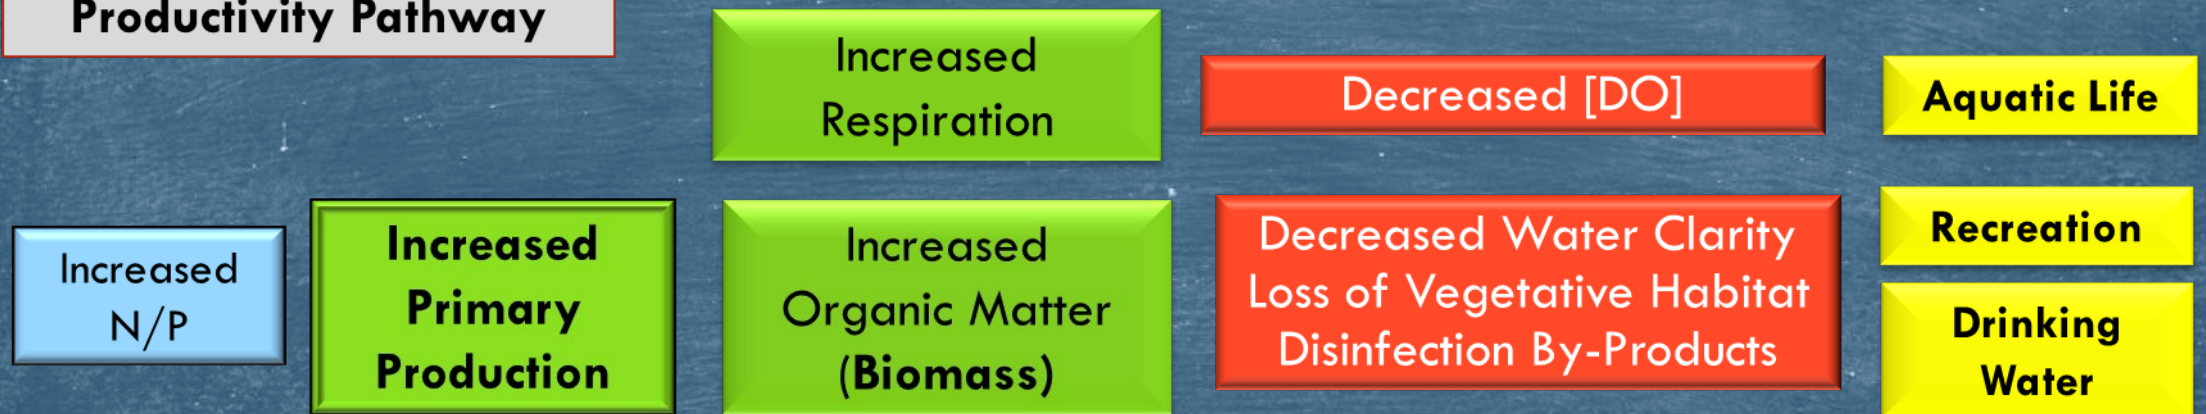 Productivity Pathway
Increased
Respiration
Decreased [DO]
Aquatic Life
Increased
N/P
Increased
Primary
Production
Increased
Organic Matter
(Biomass)
Decreased Water Clarity
Loss of Vegetative Habitat
Disinfection By-Products
Recreation
Drinking
Water